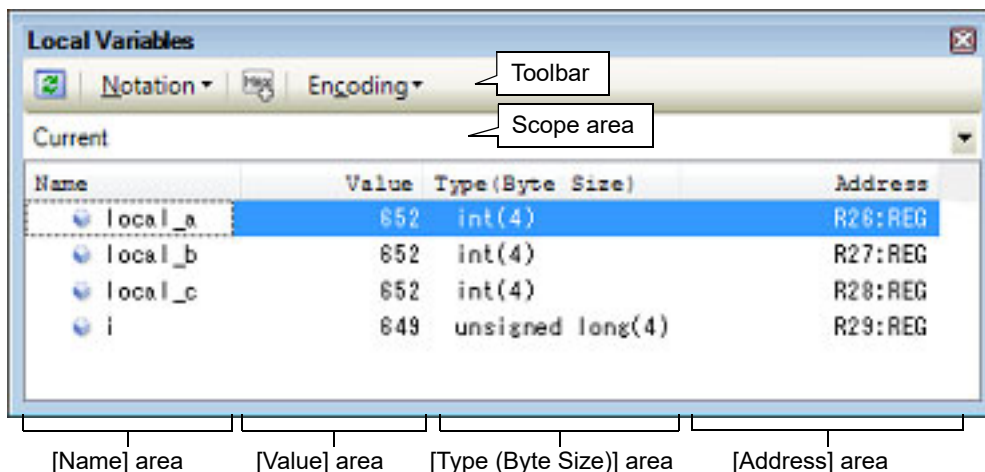 Local Variables
Notation Hex Encoding Toolbar
Current Scope area
Name Value Type(Byte Size) Address
local_a 652 int(4) R26:REG
local_b 652 int(4) R27:REG
local_c 652 int(4) R28:REG
i 649 unsigned long(4) R29:REG
[Name] area [Value] area [Type (Byte Size)] area [Address] area